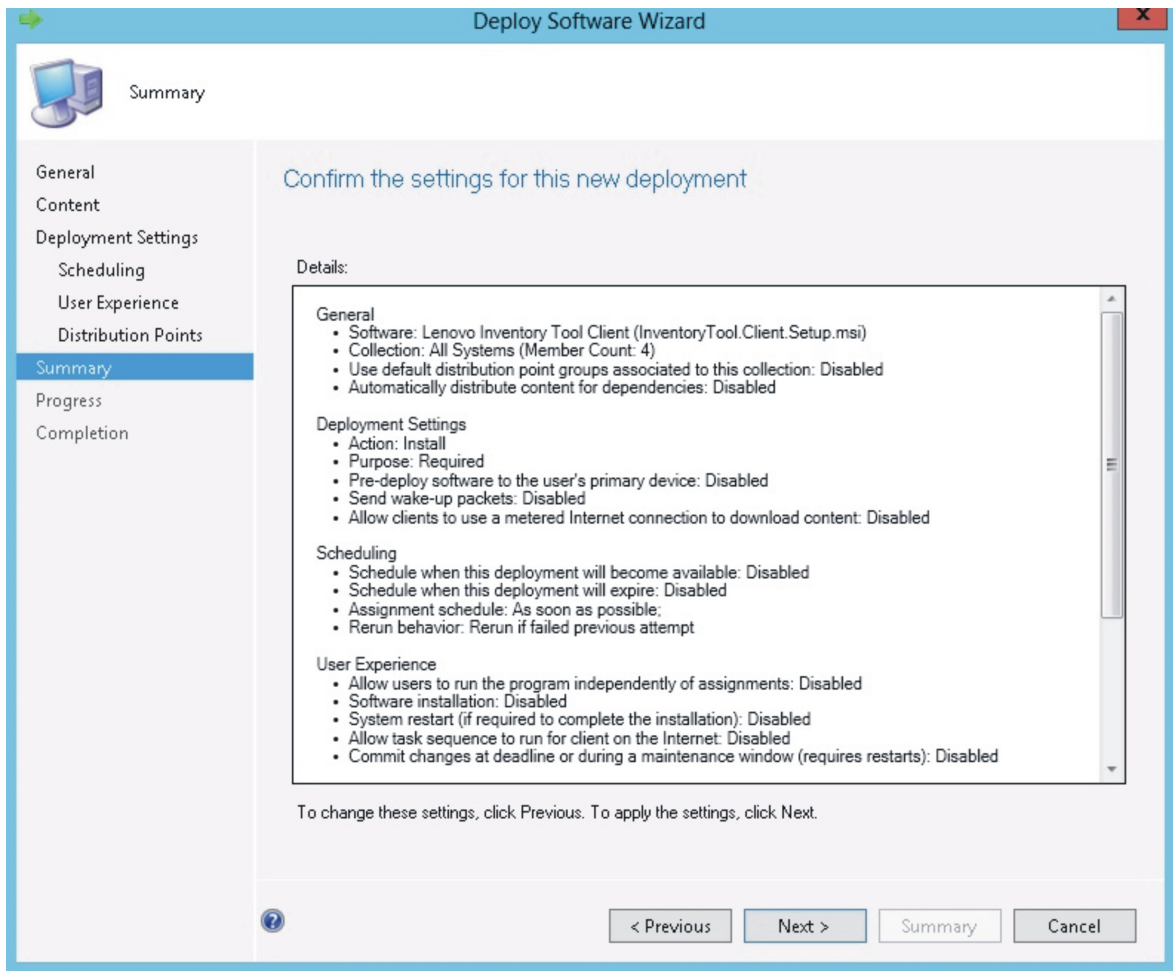 Deploy Software Wizard
x
Summary
General
Content
Deployment Settings
Scheduling
User Experience
Distribution Points
Summary
Progress
Completion
Confirm the settings for this new deployment
Details:
General
• Software: Lenovo Inventory Tool Client (InventoryTool.Client.Setup.msi)
• Collection: All Systems (Member Count: 4)
• Use default distribution point groups associated to this collection: Disabled
• Automatically distribute content for dependencies: Disabled
Deployment Settings
• Action: Install
• Purpose: Required
• Pre-deploy software to the user's primary device: Disabled
• Send wake-up packets: Disabled
• Allow clients to use a metered Internet connection to download content: Disabled
Scheduling
• Schedule when this deployment will become available: Disabled
• Schedule when this deployment will expire: Disabled
• Assignment schedule: As soon as possible;
• Rerun behavior: Rerun if failed previous attempt
User Experience
• Allow users to run the program independently of assignments: Disabled
• Software installation: Disabled
• System restart (if required to complete the installation): Disabled
• Allow task sequence to run for client on the Internet: Disabled
• Commit changes at deadline or during a maintenance window (requires restarts): Disabled
To change these settings, click Previous. To apply the settings, click Next.
?
< Previous
Next >
Summary
Cancel